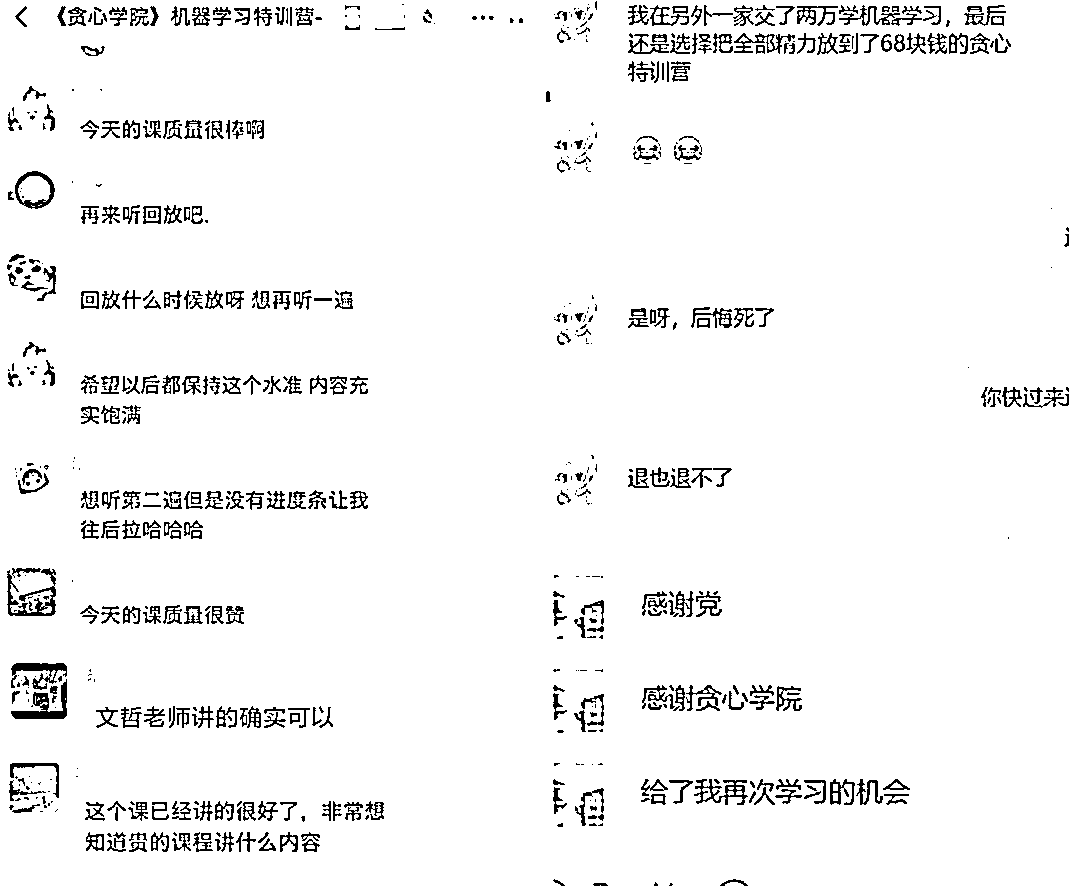 《贪心学院》机器学习特训营-
今天的课质量很棒啊
再来听回放吧.
回放什么时候放呀 想再听一遍
希望以后都保持这个水准 内容充
实饱满
想听第二遍但是没有进度条让我
往后拉哈哈哈
今天的课质量很赞
文哲老师讲的确实可以
这个课已经讲的很好了，非常想
知道贵的课程讲什么内容
我在另外一家交了两万学机器学习，最后
还是选择把全部精力放到了68块钱的贪心
特训营
是呀，后悔死了
你快过来
退也退不了
感谢党
感谢贪心学院
给了我再次学习的机会